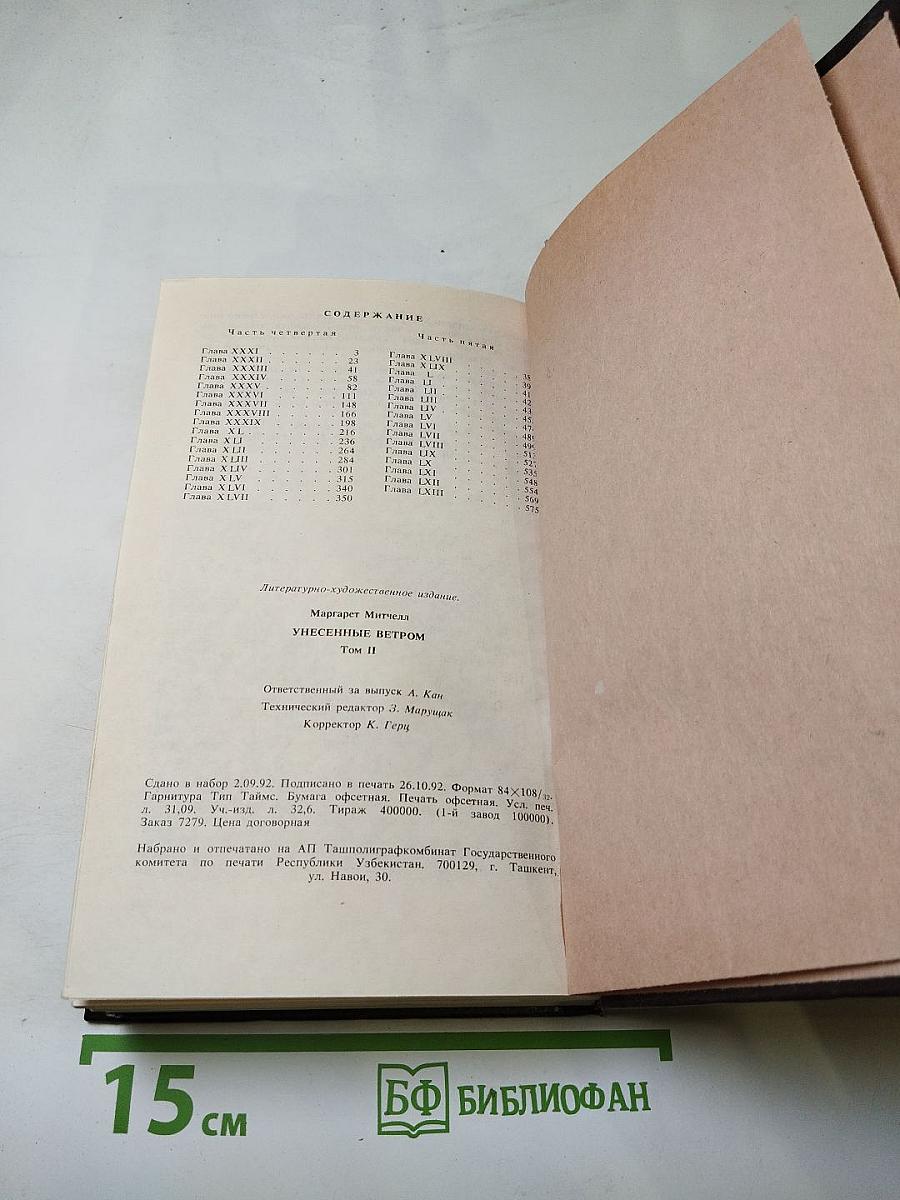 СОДЕРЖАНИЕ
Часть четвертая
Глава XXXI . . . . . . . 3
Глава XXXII . . . . . . 23
Глава XXXIII . . . . . . 41
Глава XXXIV . . . . . . 58
Глава XXXV . . . . . . 82
Глава XXXVI . . . . . . 111
Глава XXXVII . . . . . . 148
Глава XXXVIII . . . . . . 166
Глава XXXIX . . . . . . 198
Глава XL . . . . . . 216
Глава XLI . . . . . . 236
Глава XLII . . . . . . 264
Глава XLIII . . . . . . 284
Глава XLIV . . . . . . 301
Глава XLV . . . . . . 315
Глава XLVI . . . . . . 340
Глава XLVII . . . . . . 350
Часть пятая
Глава XLVIII
Глава XLIX
Глава L
Глава LI
Глава LII
Глава LIII
Глава LIV
Глава LV
Глава LVI
Глава LVII
Глава LVIII
Глава LIX
Глава LX . . . . . . 535
Глава LXI . . . . . . 548
Глава LXII . . . . . . 554
Глава LXIII . . . . . . 569
575
Литературно-художественное издание.
Маргарет Митчелл
УНЕСЕННЫЕ ВЕТРОМ
Том II
Ответственный за выпуск А. Кан
Технический редактор З. Марущак
Корректор К. Герц
Сдано в набор 2.09.92. Подписано в печать 26.10.92. Формат 84×108/32.
Гарнитура Тип Таймс. Бумага офсетная. Печать офсетная. Усл. печ.
л. 31,09. Уч.-изд. л. 32,6. Тираж 400000. (1-й завод 100000).
Заказ 7279. Цена договорная
Набрано и отпечатано на АП Ташполиграфкомбинат Государственного
комитета по печати Республики Узбекистан. 700129, г. Ташкент,
ул. Навои, 30.
15 см
БФ БИБЛИОФАН